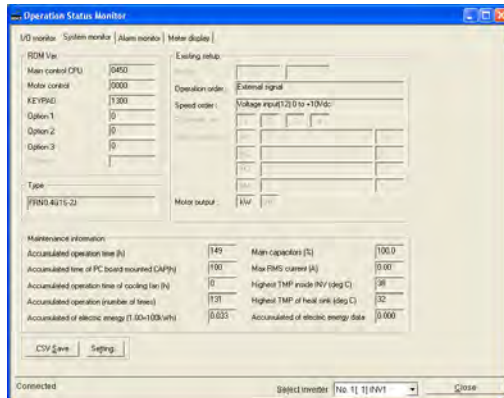 Operation Status Monitor
I/O monitor System monitor Alarm monitor Meter display
ROM Ver.
Main control CPU 0450
Motor control 0000
KEYPAD 1300
Option 1 0
Option 2 0
Option 3 0
Type
Existing setup
Operation order: External signal
Speed order: Voltage input(12) 0 to +10Vdc
Motor output: kW
Maintenance information
Accumulated operation time (h) 149
Accumulated time of PC board mounted CAP(h) 100
Accumulated operation time of cooling fan (h) 0
Accumulated operation (number of times) 131
Accumulated of electric energy (1.00=100kWh) 0.033
Main capacitors (%) 100.0
Max RMS current (A) 0.00
Highest TMP inside INV (deg C) 38
Highest TMP of heat sink (deg C) 32
Accumulated of electric energy data 0.000
CSV Save Setting
Connected
Select inverter No. 1[ 1] INV1
Close